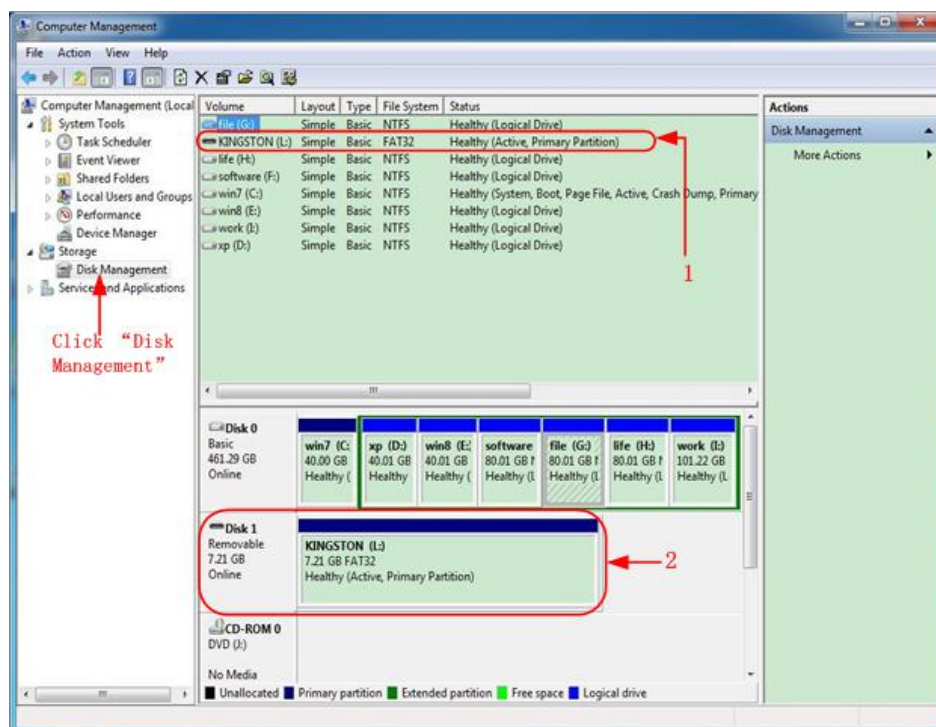 Computer Management
File Action View Help
Computer Management (Local
System Tools
Task Scheduler
Event Viewer
Shared Folders
Local Users and Groups
Performance
Device Manager
Storage
Disk Management
Services and Applications
Click “Disk
Management”
Volume Layout Type File System Status
file (G:) Simple Basic NTFS Healthy (Logical Drive)
KINGSTON (L:) Simple Basic FAT32 Healthy (Active, Primary Partition)
life (H:) Simple Basic NTFS Healthy (Logical Drive)
software (F:) Simple Basic NTFS Healthy (Logical Drive)
win7 (C:) Simple Basic NTFS Healthy (System, Boot, Page File, Active, Crash Dump, Primary
win8 (E:) Simple Basic NTFS Healthy (Logical Drive)
work (I:) Simple Basic NTFS Healthy (Logical Drive)
xp (D:) Simple Basic NTFS Healthy (Logical Drive)
1
Disk 0
Basic
461.29 GB
Online
win7 (C: xp (D:) win8 (E: software file (G:) life (H:) work (I:)
40.00 GB 40.01 GB 40.01 GB 80.01 GB 80.01 GB 80.01 GB 101.22 GB
Healthy ( Healthy Healthy ( Healthy (L Healthy (L Healthy (L Healthy (L
Disk 1
Removable
7.21 GB
Online
KINGSTON (L:)
7.21 GB FAT32
Healthy (Active, Primary Partition)
2
CD-ROM 0
DVD (J:)
No Media
Unallocated Primary partition Extended partition Free space Logical drive
Actions
Disk Management
More Actions